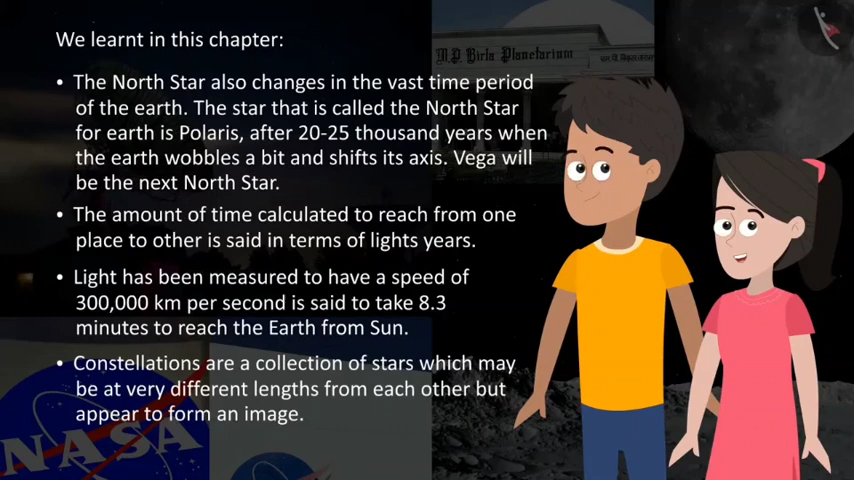 We learnt in this chapter:
M.P. Birla Planetarium
• The North Star also changes in the vast time period
of the earth. The star that is called the North Star
for earth is Polaris, after 20-25 thousand years when
the earth wobbles a bit and shifts its axis. Vega will
be the next North Star.
• The amount of time calculated to reach from one
place to other is said in terms of lights years.
• Light has been measured to have a speed of
300,000 km per second is said to take 8.3
minutes to reach the Earth from Sun.
• Constellations are a collection of stars which may
be at very different lengths from each other but
appear to form an image.
NASA